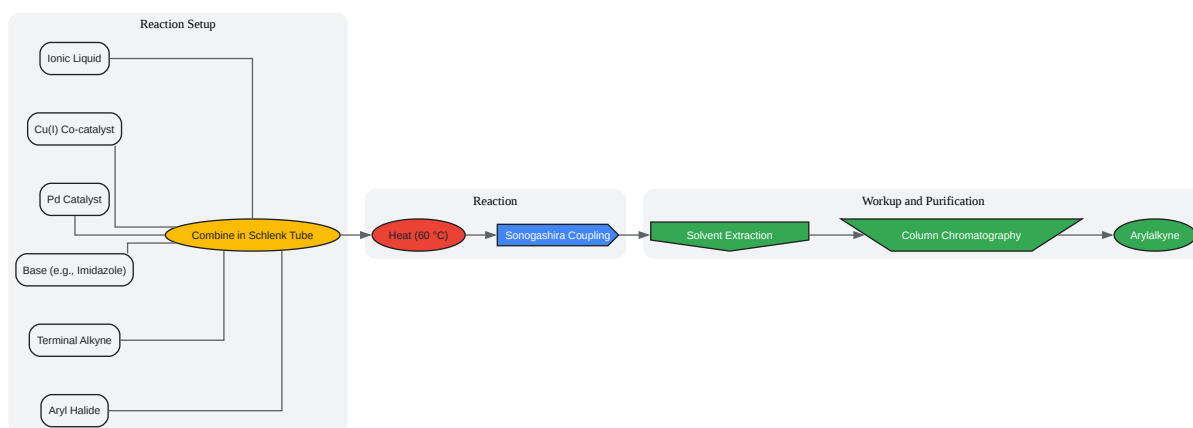 Reaction Setup
Ionic Liquid
Cu(I) Co-catalyst
Pd Catalyst
Combine in Schlenk Tube
Base (e.g., Imidazole)
Terminal Alkyne
Aryl Halide
Reaction
Heat (60 °C)
Sonogashira Coupling
Workup and Purification
Solvent Extraction
Column Chromatography
Arylalkyne